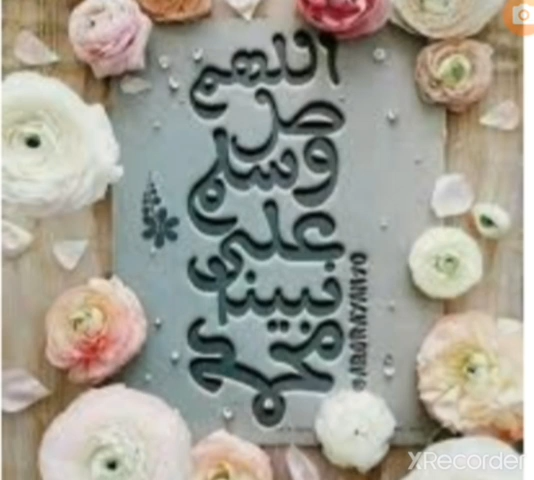 اللهم
صل
وسلم
على
نبينا
محمد
XRecorder